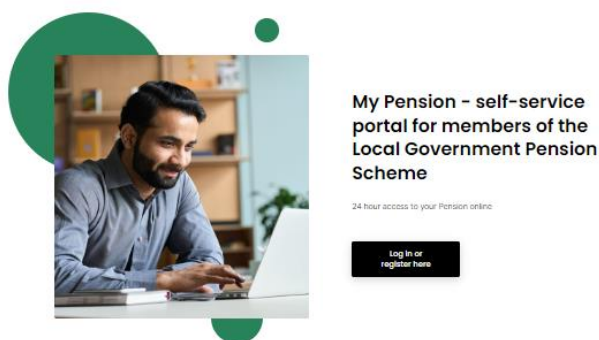 My Pension - self-service
portal for members of the
Local Government Pension
Scheme
24 hour access to your Pension online
Log in or
register here